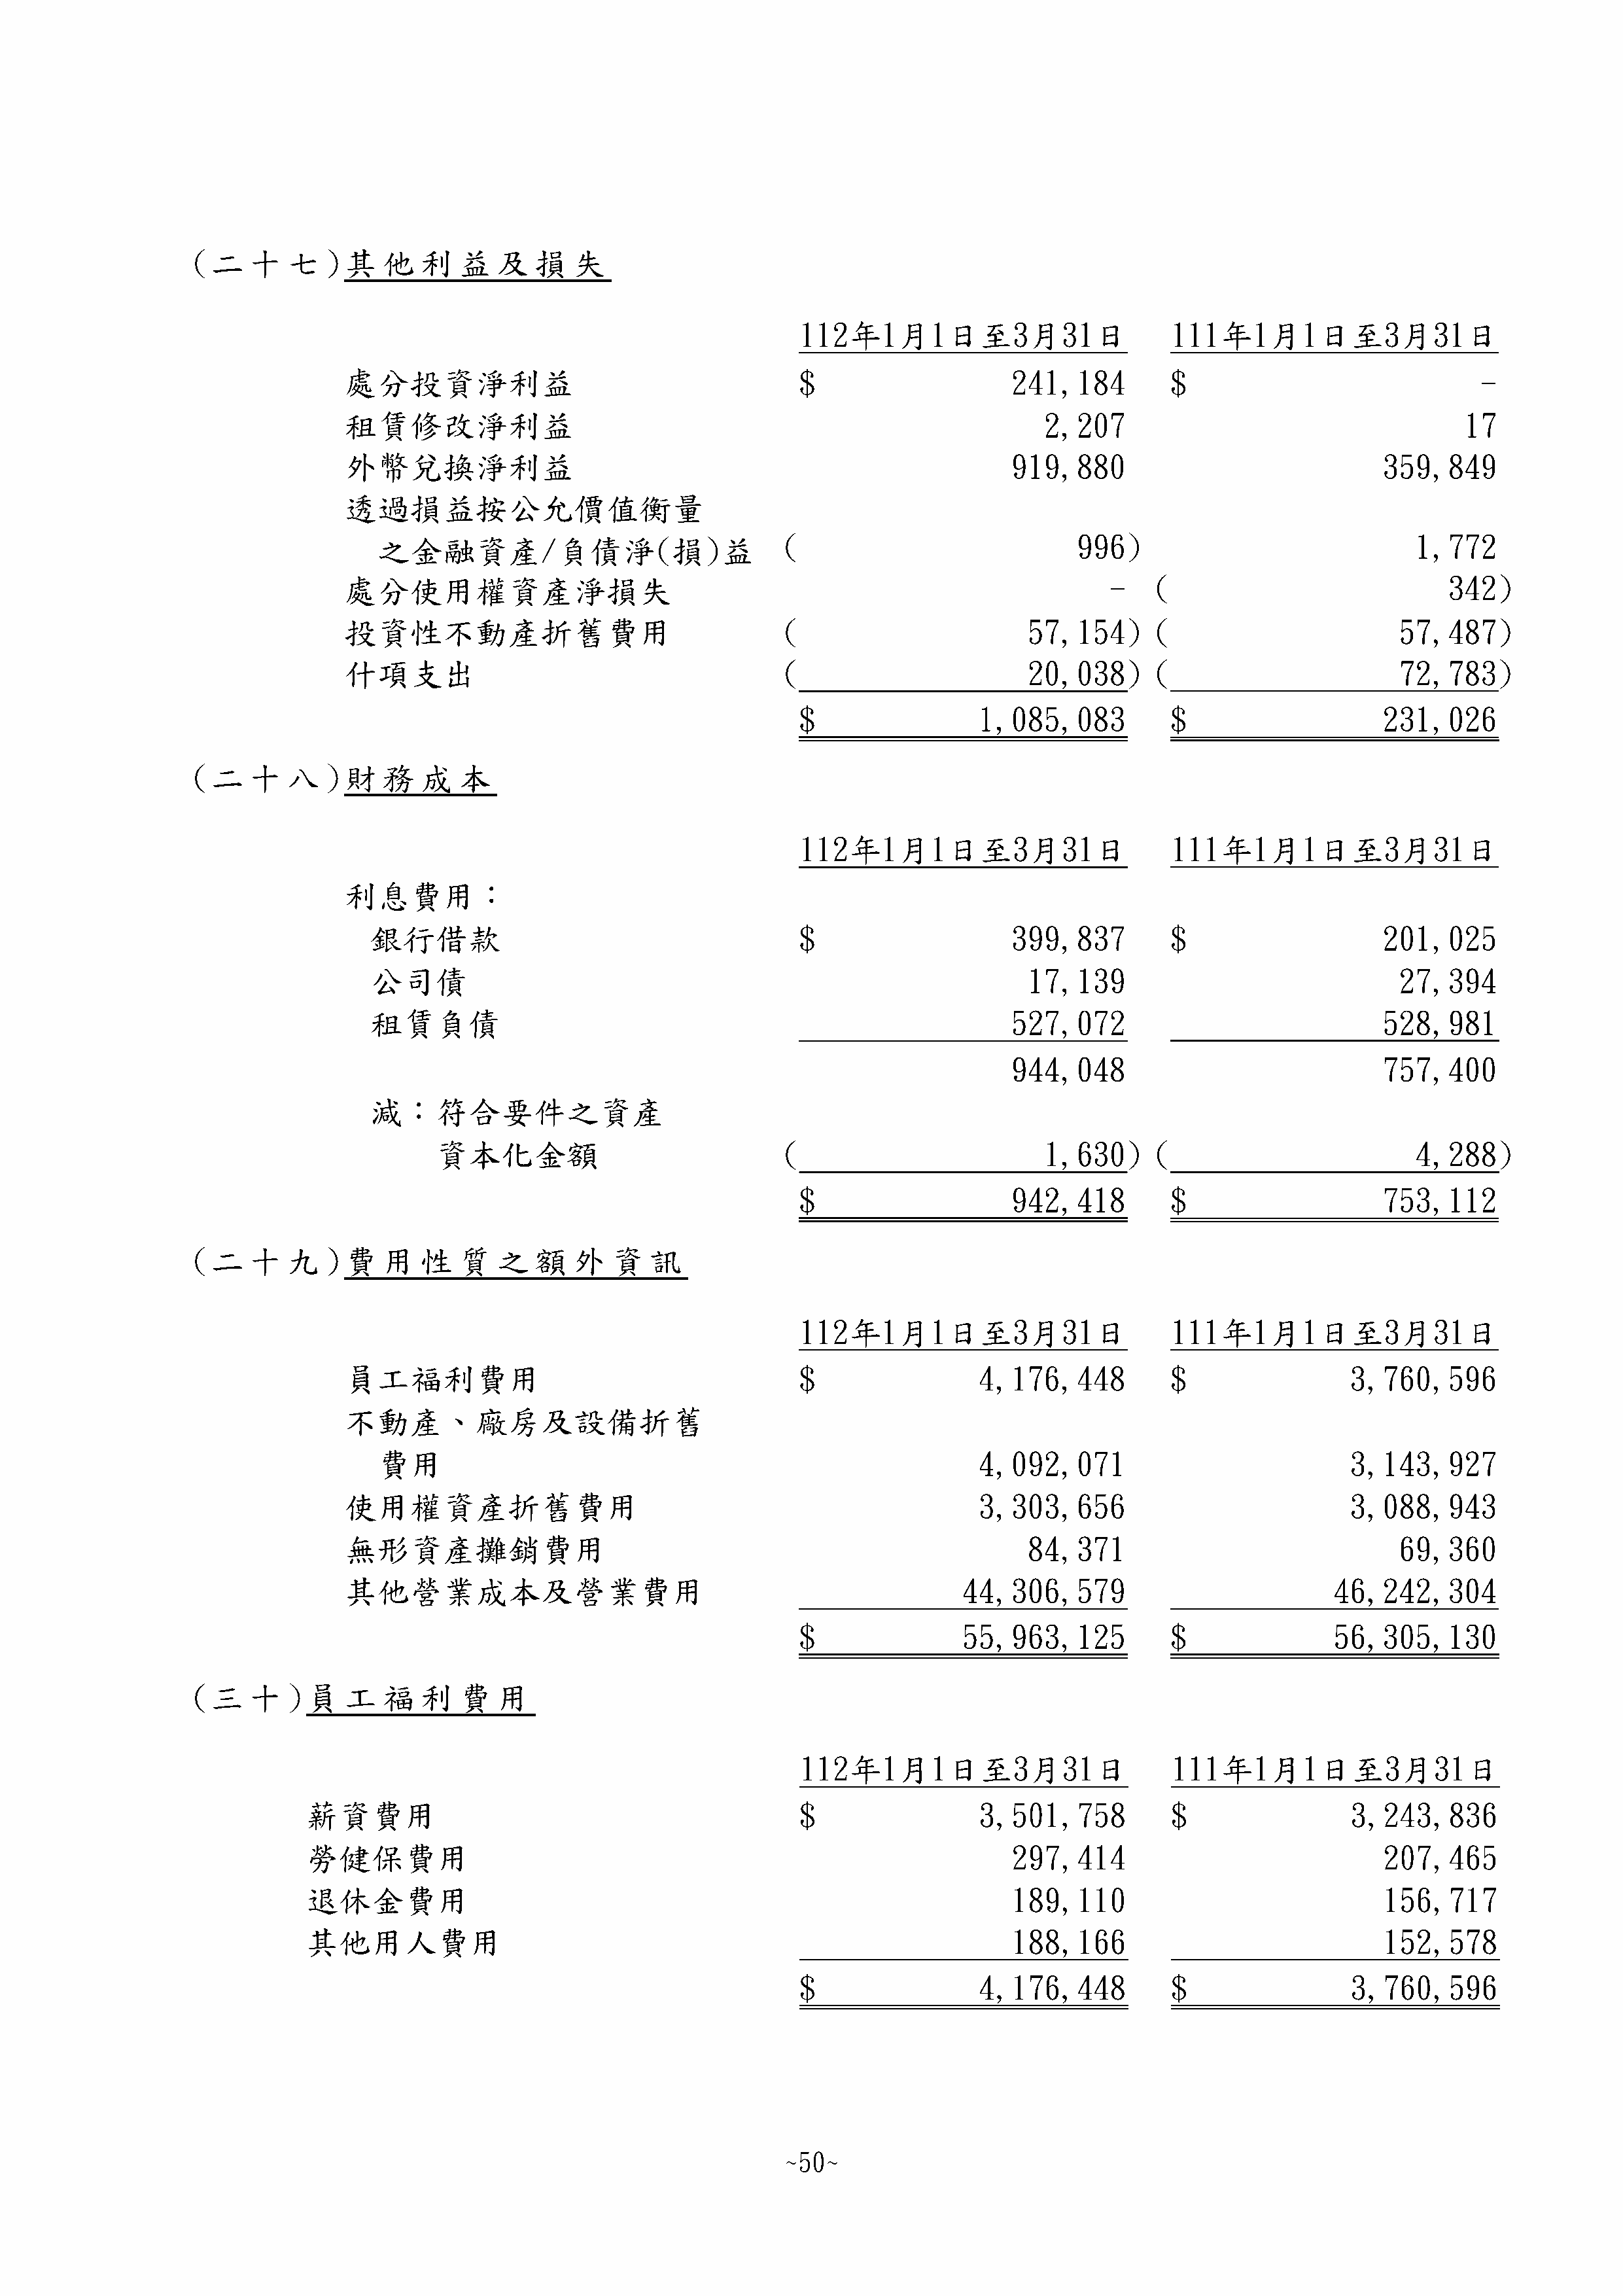 (二十七)其他利益及損失
112年1月1日至3月31日 111年1月1日至3月31日
處分投資淨利益 $ 241,184 $ -
租賃修改淨利益 2,207 17
外幣兌換淨利益 919,880 359,849
透過損益按公允價值衡量
之金融資產/負債淨(損)益 ( 996) 1,772
處分使用權資產淨損失 - ( 342)
投資性不動產折舊費用 ( 57,154) ( 57,487)
什項支出 ( 20,038) ( 72,783)
$ 1,085,083 $ 231,026
(二十八)財務成本
112年1月1日至3月31日 111年1月1日至3月31日
利息費用：
銀行借款 $ 399,837 $ 201,025
公司債 17,139 27,394
租賃負債 527,072 528,981
944,048 757,400
減：符合要件之資產
資本化金額 ( 1,630) ( 4,288)
$ 942,418 $ 753,112
(二十九)費用性質之額外資訊
112年1月1日至3月31日 111年1月1日至3月31日
員工福利費用 $ 4,176,448 $ 3,760,596
不動產、廠房及設備折舊
費用 4,092,071 3,143,927
使用權資產折舊費用 3,303,656 3,088,943
無形資產攤銷費用 84,371 69,360
其他營業成本及營業費用 44,306,579 46,242,304
$ 55,963,125 $ 56,305,130
(三十)員工福利費用
112年1月1日至3月31日 111年1月1日至3月31日
薪資費用 $ 3,501,758 $ 3,243,836
勞健保費用 297,414 207,465
退休金費用 189,110 156,717
其他用人費用 188,166 152,578
$ 4,176,448 $ 3,760,596
~50~